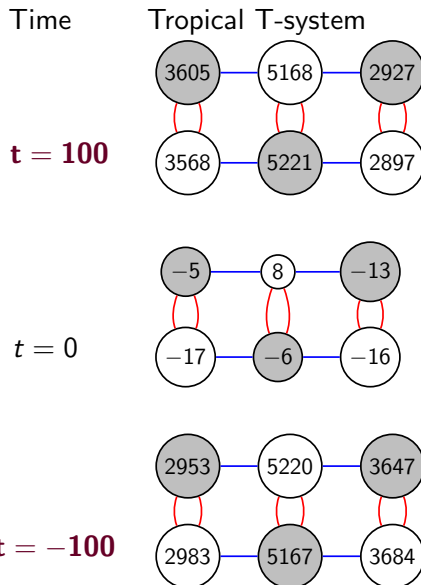 Time Tropical T-system
3605 5168 2927
t = 100
3568 5221 2897
−5 8 −13
t = 0
−17 −6 −16
2953 5220 3647
t = −100
2983 5167 3684